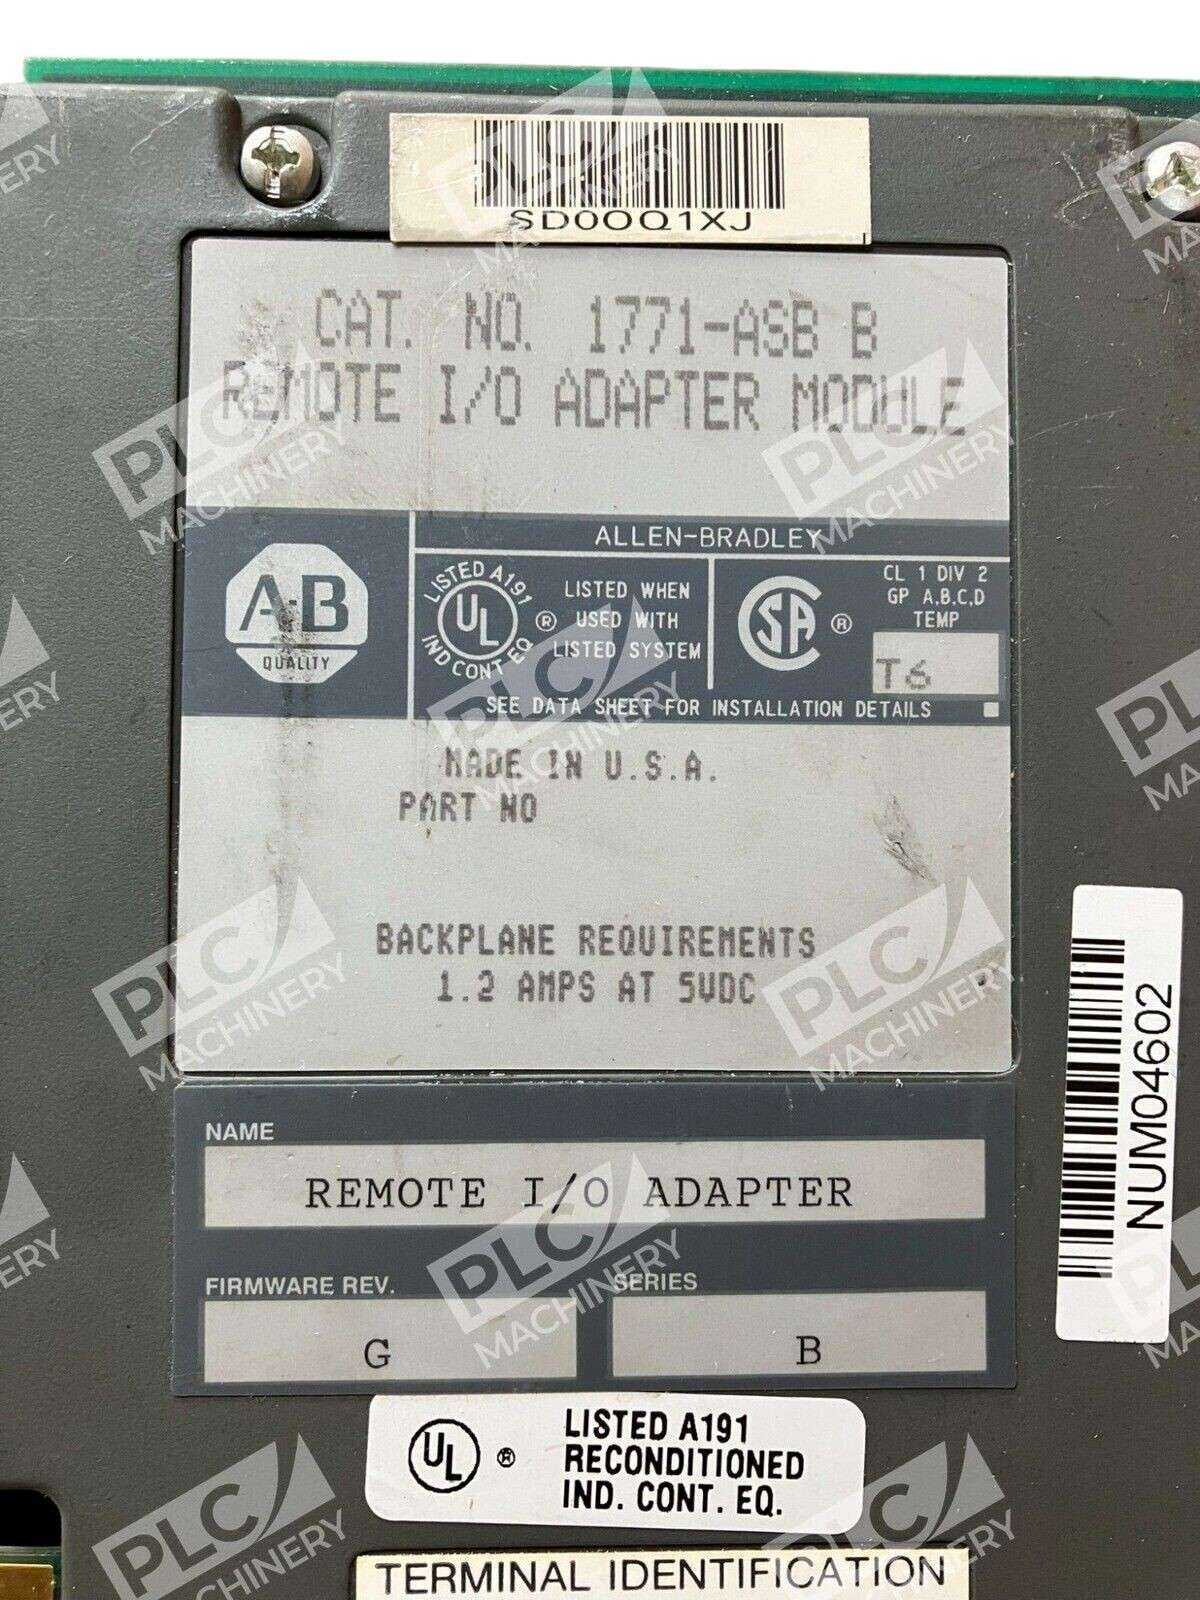 SD0OQ1XJ
CAT. NO. 1771-ASB B
REMOTE I/O ADAPTER MODULE
ALLEN-BRADLEY
A-B
QUALITY
LISTED A191
UL ®
IND CONT EQ
LISTED WHEN
USED WITH
LISTED SYSTEM
CSA ®
CL 1 DIV 2
GP A,B,C,D
TEMP
T6
SEE DATA SHEET FOR INSTALLATION DETAILS
MADE IN U.S.A.
PART NO
BACKPLANE REQUIREMENTS
1.2 AMPS AT 5VDC
NUM04602
NAME
REMOTE I/O ADAPTER
FIRMWARE REV.
SERIES
G
B
UL ®
LISTED A191
RECONDITIONED
IND. CONT. EQ.
TERMINAL IDENTIFICATION
PLC
MACHINERY